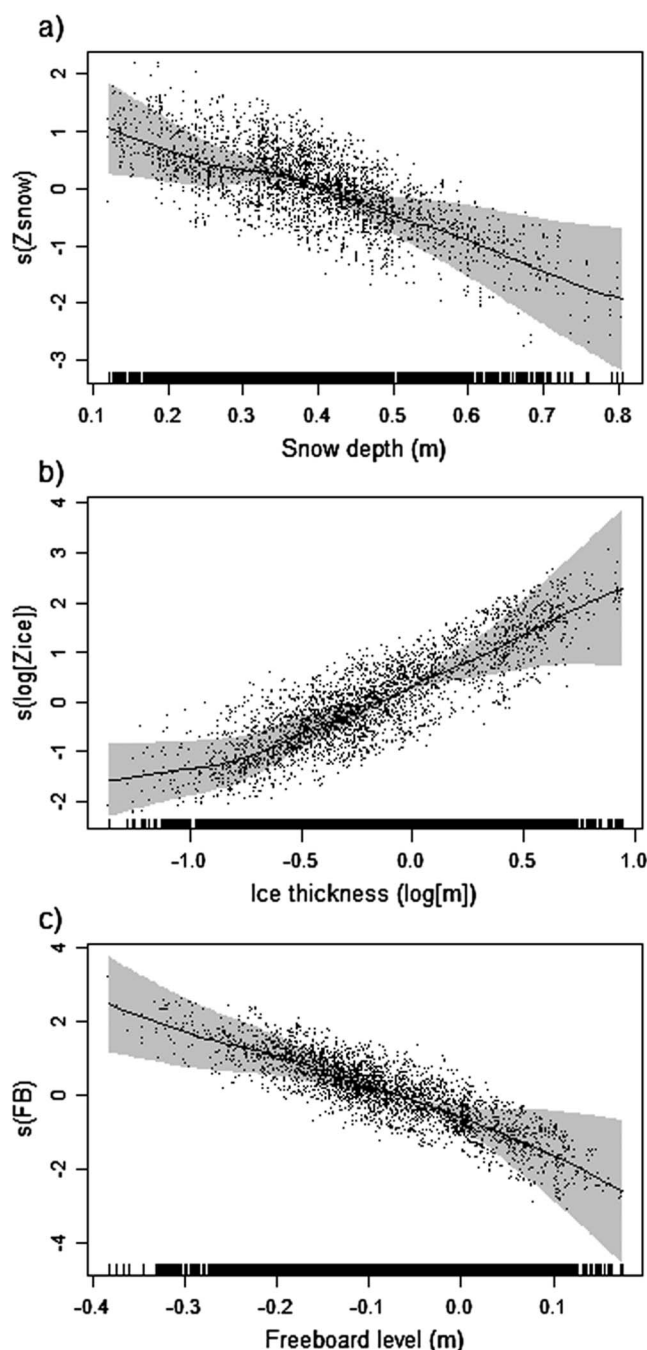 a)
2
1
0
-1
-2
-3
s(Zsnow)
0.1 0.2 0.3 0.4 0.5 0.6 0.7 0.8
Snow depth (m)
b)
4
3
2
1
0
-1
-2
s(log[Zice])
-1.0 -0.5 0.0 0.5 1.0
Ice thickness (log[m])
c)
4
2
0
-2
-4
s(FB)
-0.4 -0.3 -0.2 -0.1 0.0 0.1
Freeboard level (m)